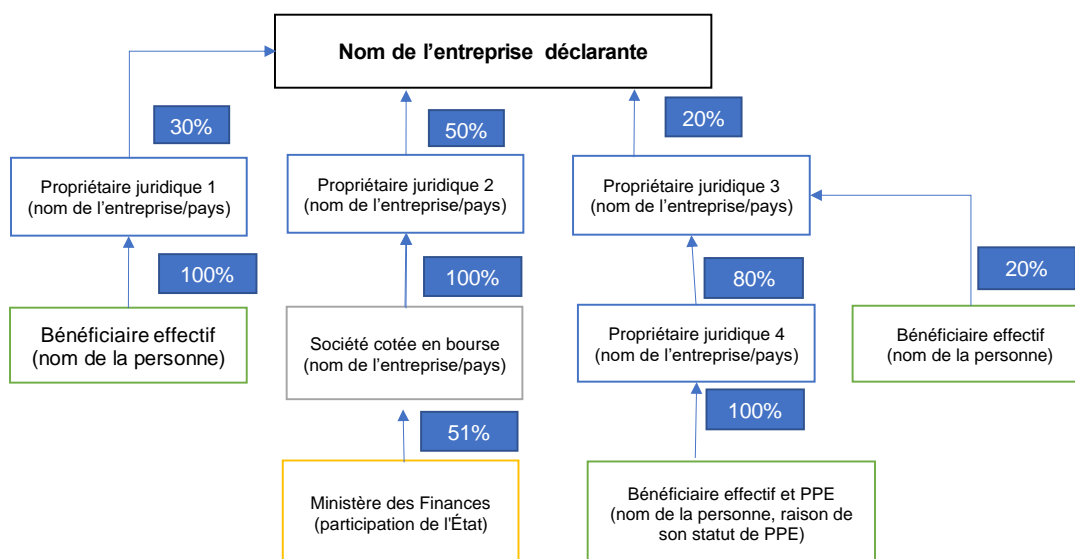 Nom de l’entreprise déclarante
30%
50%
20%
Propriétaire juridique 1
(nom de l’entreprise/pays)
Propriétaire juridique 2
(nom de l’entreprise/pays)
Propriétaire juridique 3
(nom de l’entreprise/pays)
100%
100%
80%
20%
Bénéficiaire effectif
(nom de la personne)
Société cotée en bourse
(nom de l’entreprise/pays)
Propriétaire juridique 4
(nom de l’entreprise/pays)
Bénéficiaire effectif
(nom de la personne)
51%
100%
Ministère des Finances
(participation de l'État)
Bénéficiaire effectif et PPE
(nom de la personne, raison de
son statut de PPE)